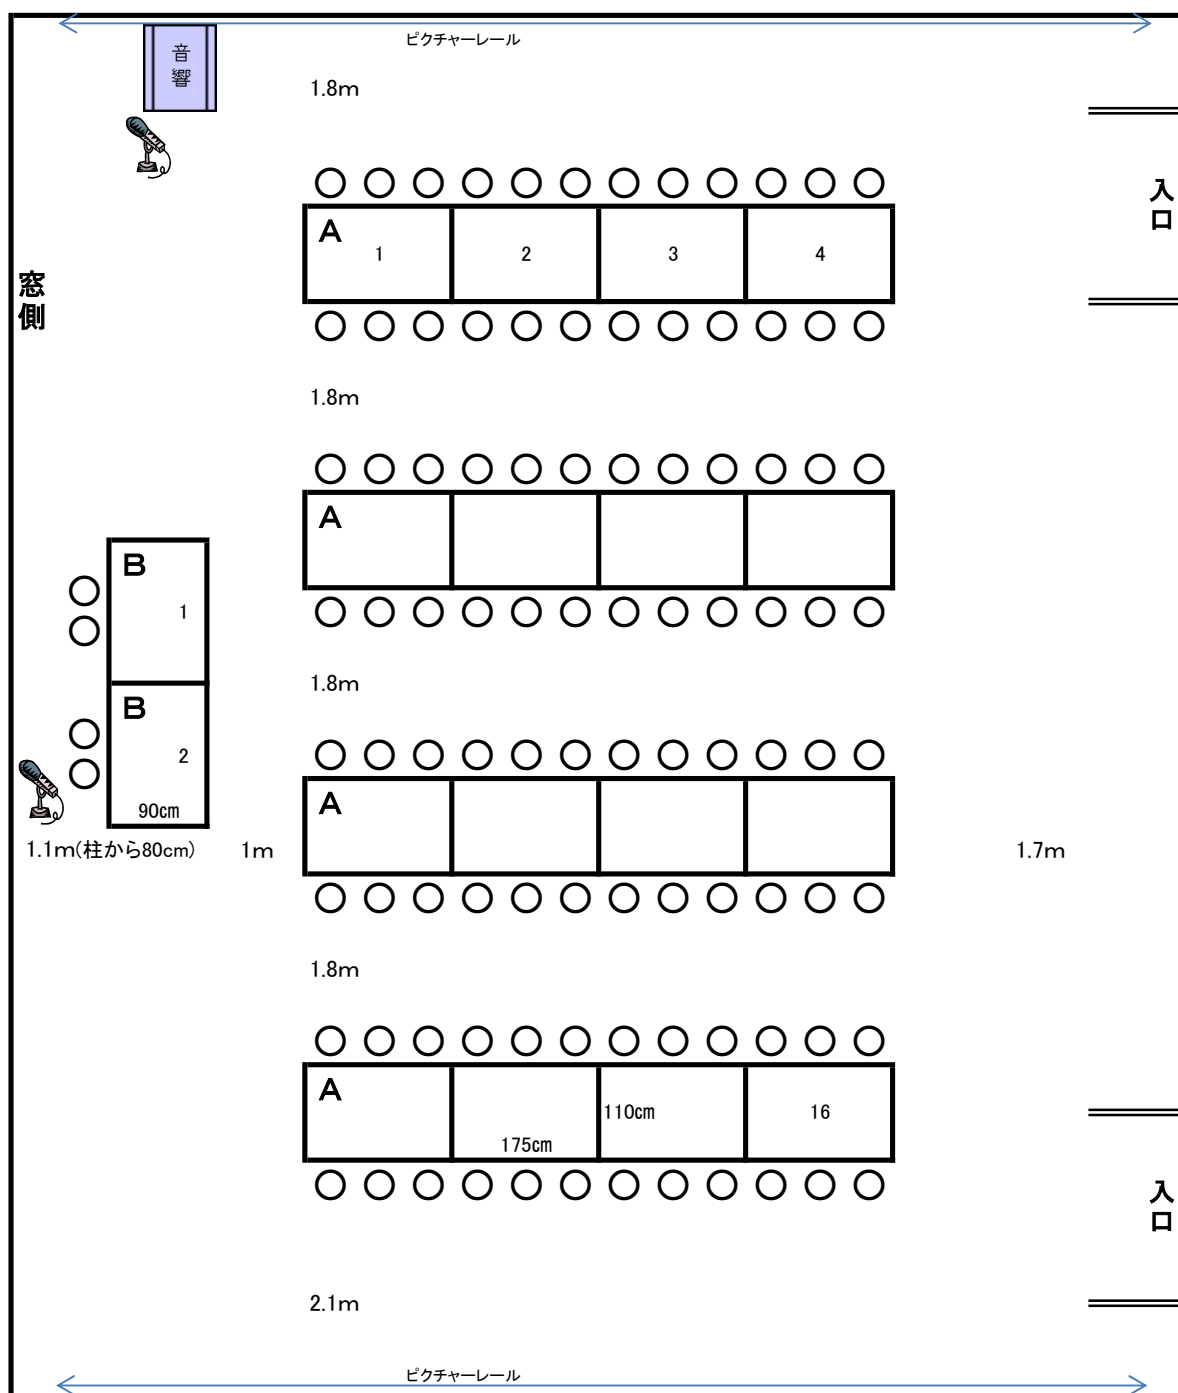 ピクチャーレール
音響
1.8m
入口
A
1
2
3
4
窓側
1.8m
A
B
1
1.8m
B
2
A
90cm
1.1m(柱から80cm)
1m
1.7m
1.8m
A
110cm
16
175cm
入口
2.1m
ピクチャーレール